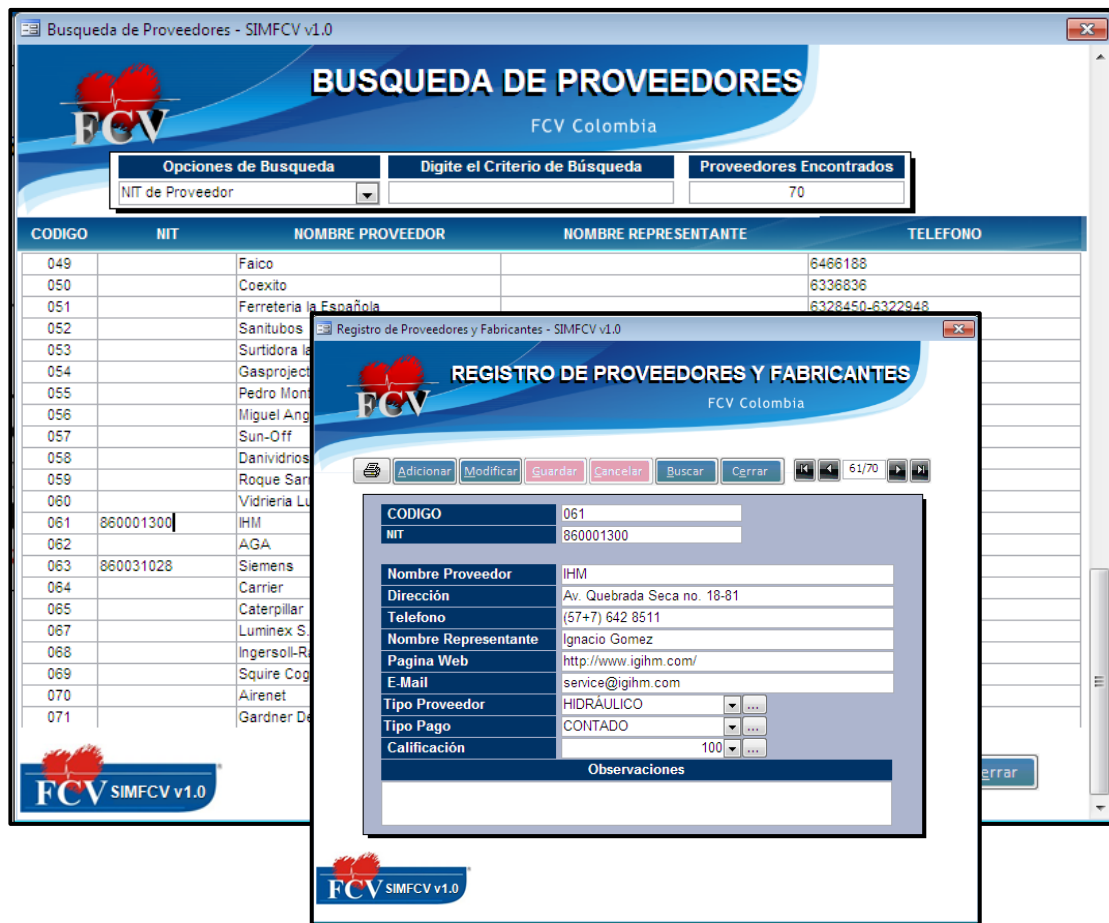 Busqueda de Proveedores - SIMFCV v1.0
BUSQUEDA DE PROVEEDORES
FCV
FCV Colombia
Opciones de Busqueda Digite el Criterio de Búsqueda Proveedores Encontrados
NIT de Proveedor 70
CODIGO NIT NOMBRE PROVEEDOR NOMBRE REPRESENTANTE TELEFONO
049 Faico 6466188
050 Coexito 6336836
051 Ferreteria la Española 6328450-6322948
052 Sanitubos
053 Surtidora
054 Gasproject
055 Pedro
056 Miguel
057 Sun-Off
058 Danividrios
059 Roque
060 Vidrieria
061 860001300 IHM
062 AGA
063 860031028 Siemens
064 Carrier
065 Caterpillar
067 Luminex S.
068
069 Squire
070 Airenet
071 Gardner
FCV SIMFCV v1.0
Registro de Proveedores y Fabricantes - SIMFCV v1.0
REGISTRO DE PROVEEDORES Y FABRICANTES
FCV
FCV Colombia
Adicionar Modificar Guardar Cancelar Buscar Cerrar 61/70
CODIGO 061
NIT 860001300
Nombre Proveedor IHM
Dirección Av. Quebrada Seca no. 18-81
Telefono (57+7) 642 8511
Nombre Representante Ignacio Gomez
Pagina Web http://www.igihm.com/
E-Mail service@igihm.com
Tipo Proveedor HIDRÁULICO ...
Tipo Pago CONTADO ...
Calificación 100 ...
Observaciones
FCV SIMFCV v1.0